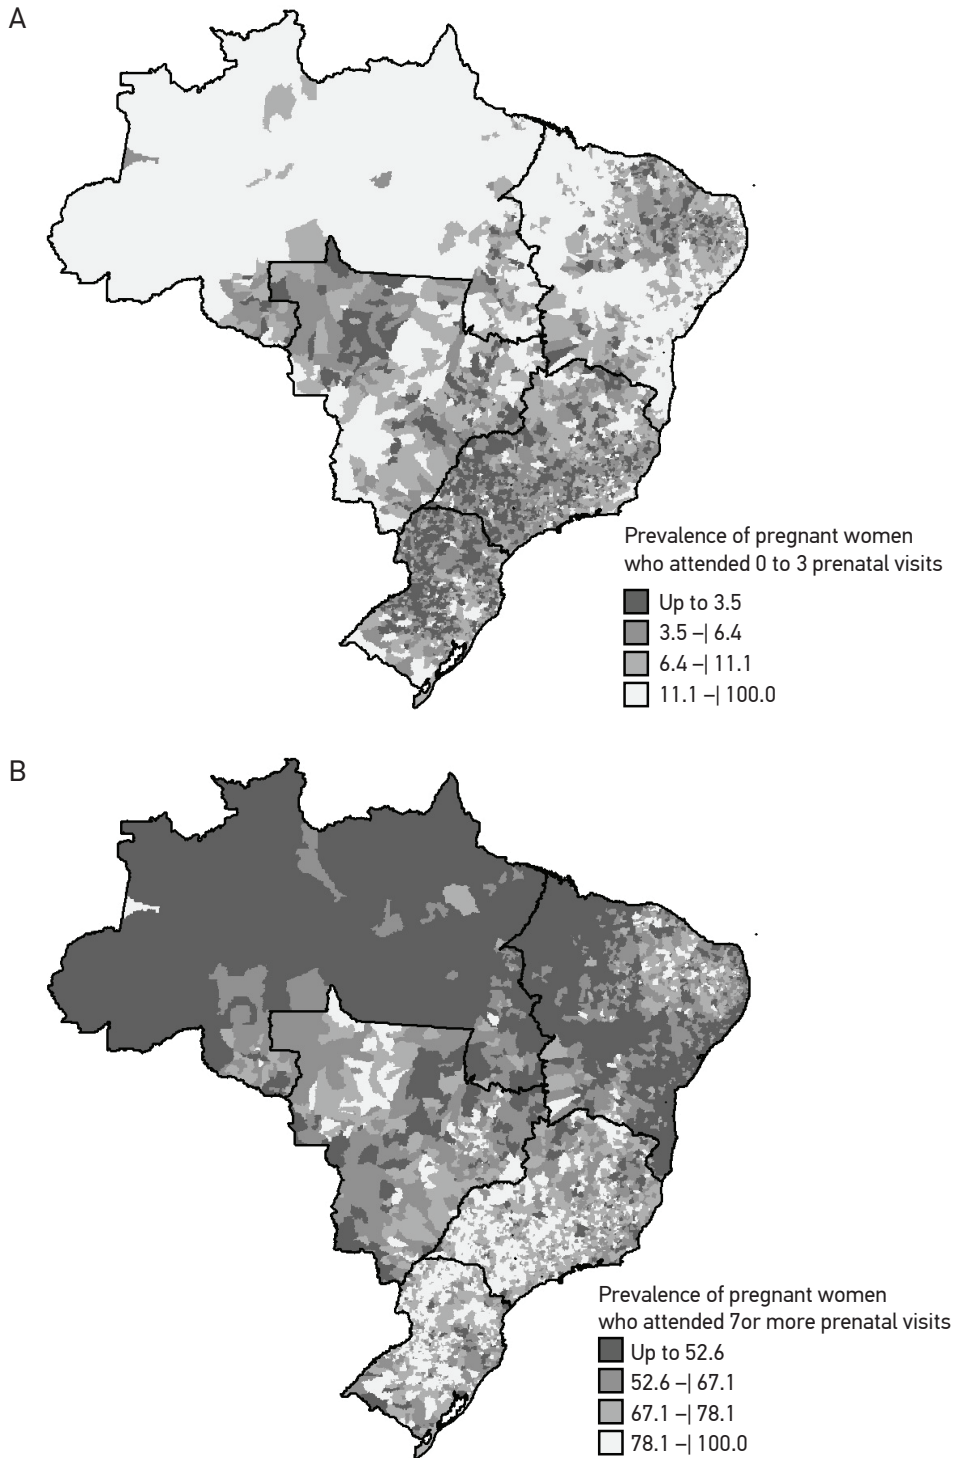 A
Prevalence of pregnant women
who attended 0 to 3 prenatal visits
Up to 3.5
3.5 –| 6.4
6.4 –| 11.1
11.1 –| 100.0
B
Prevalence of pregnant women
who attended 7or more prenatal visits
Up to 52.6
52.6 –| 67.1
67.1 –| 78.1
78.1 –| 100.0